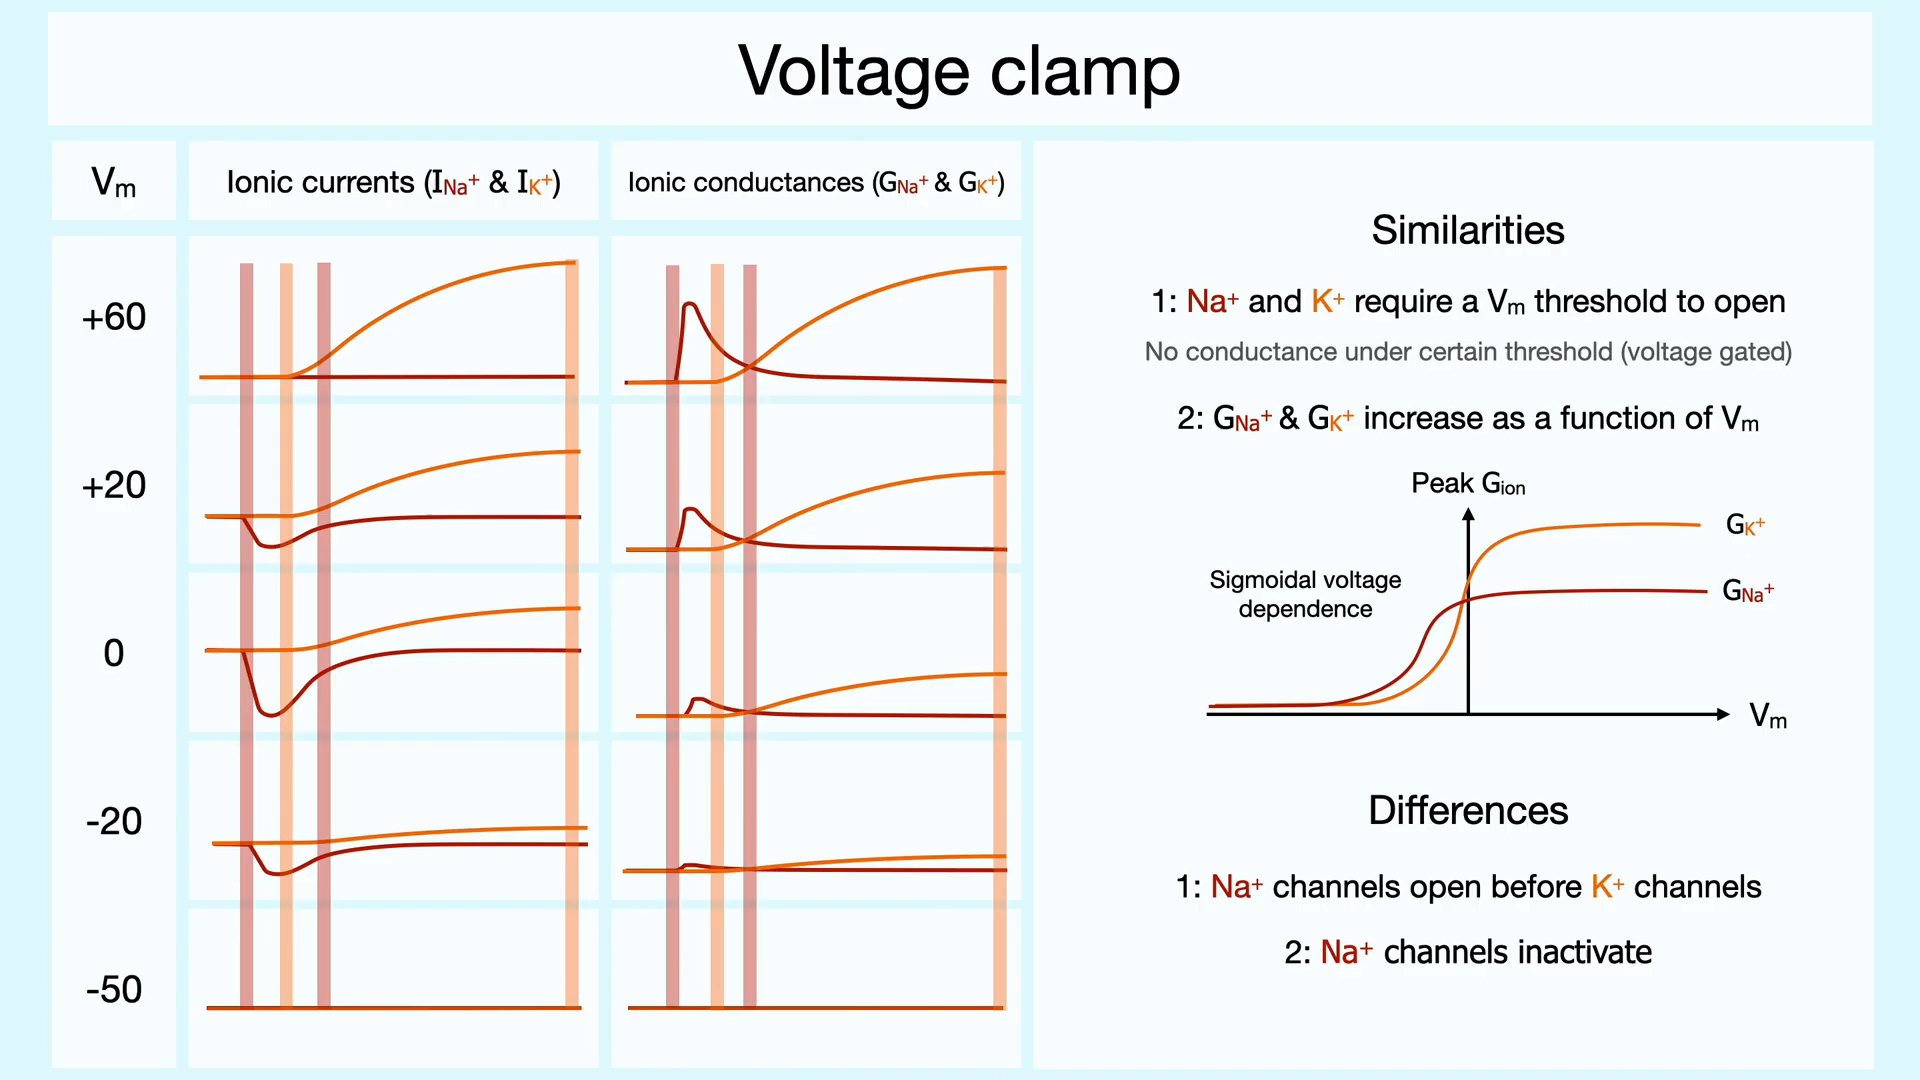 Voltage clamp
Vm
Ionic currents (INa+ & IK+)
Ionic conductances (GNa+ & GK+)
+60
+20
0
-20
-50
Similarities
1: Na+ and K+ require a Vm threshold to open
No conductance under certain threshold (voltage gated)
2: GNa+ & GK+ increase as a function of Vm
Peak Gion
GK+
GNa+
Sigmoidal voltage
dependence
Vm
Differences
1: Na+ channels open before K+ channels
2: Na+ channels inactivate